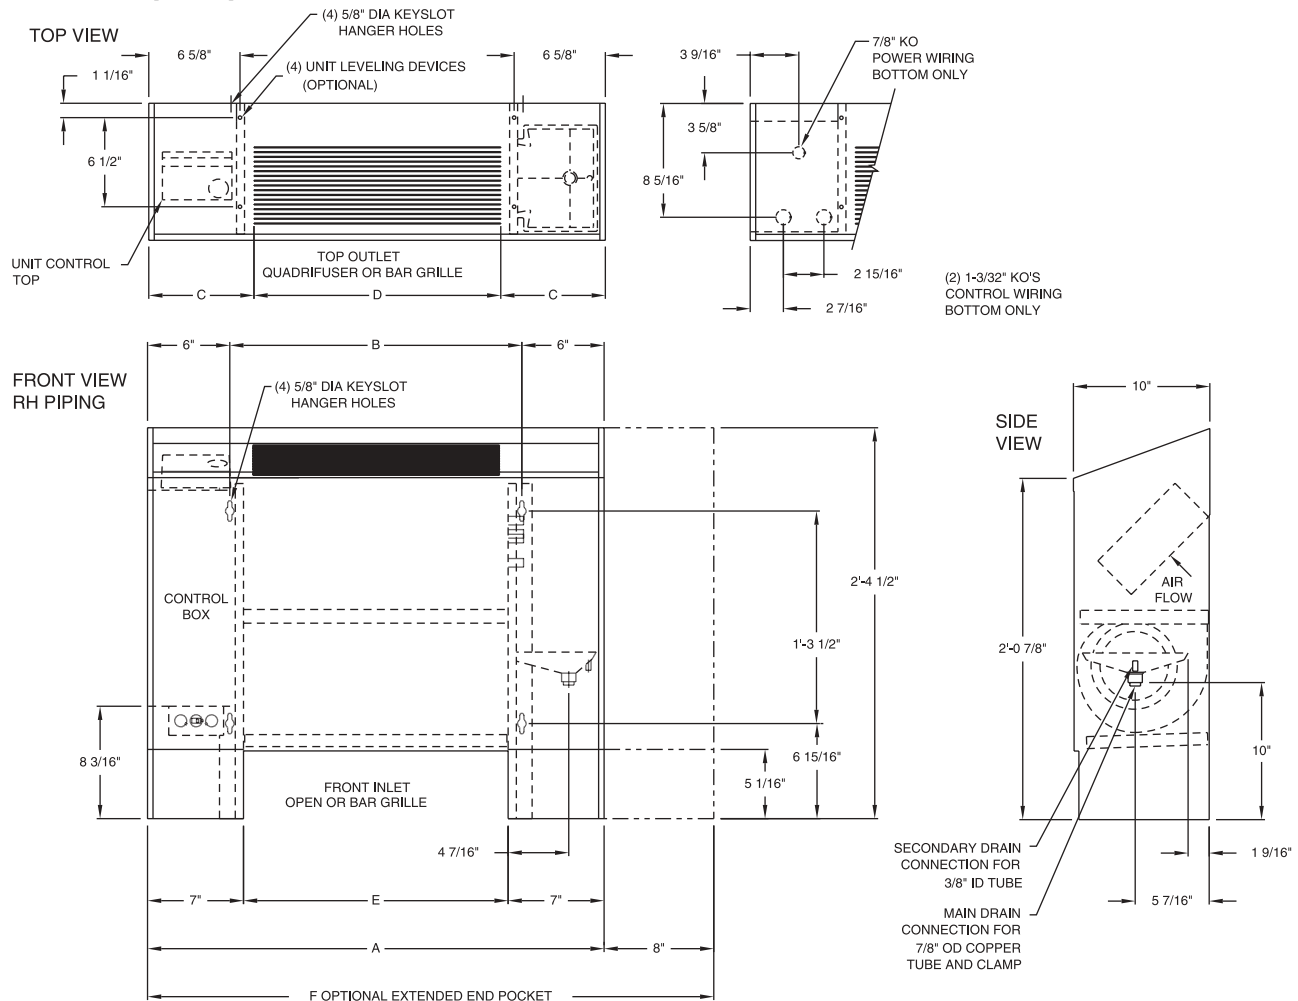 TOP VIEW
(4) 5/8" DIA KEYSLOT
HANGER HOLES
6 5/8"
6 5/8"
3 9/16"
7/8" KO
POWER WIRING
BOTTOM ONLY
1 1/16"
(4) UNIT LEVELING DEVICES
(OPTIONAL)
3 5/8"
6 1/2"
8 5/16"
UNIT CONTROL
TOP
TOP OUTLET
QUADRIFUSER OR BAR GRILLE
2 15/16"
(2) 1-3/32" KO'S
CONTROL WIRING
BOTTOM ONLY
C
D
C
2 7/16"
6"
B
6"
FRONT VIEW
RH PIPING
(4) 5/8" DIA KEYSLOT
HANGER HOLES
10"
SIDE
VIEW
2'-4 1/2"
AIR
FLOW
CONTROL
BOX
1'-3 1/2"
2'-0 7/8"
8 3/16"
6 15/16"
10"
5 1/16"
FRONT INLET
OPEN OR BAR GRILLE
4 7/16"
SECONDARY DRAIN
CONNECTION FOR
3/8" ID TUBE
1 9/16"
7"
E
7"
5 7/16"
MAIN DRAIN
CONNECTION FOR
7/8" OD COPPER
TUBE AND CLAMP
A
8"
F OPTIONAL EXTENDED END POCKET